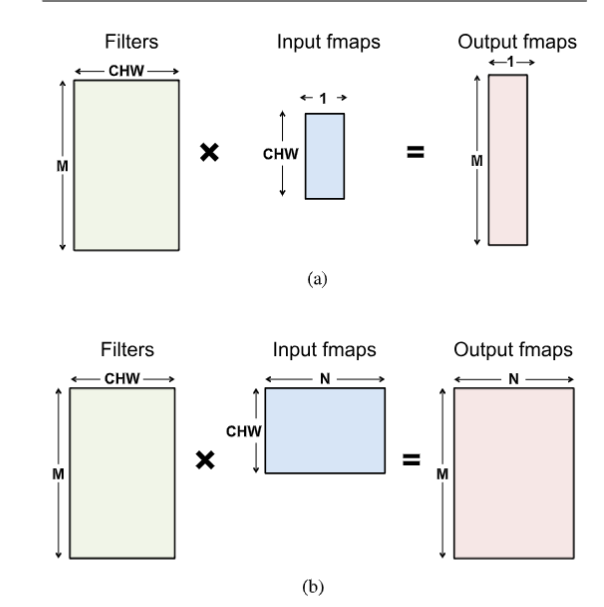 Filters Input fmaps Output fmaps
CHW 1
1
CHW
M × = M
(a)
Filters Input fmaps Output fmaps
CHW N N
CHW
M × = M
(b)